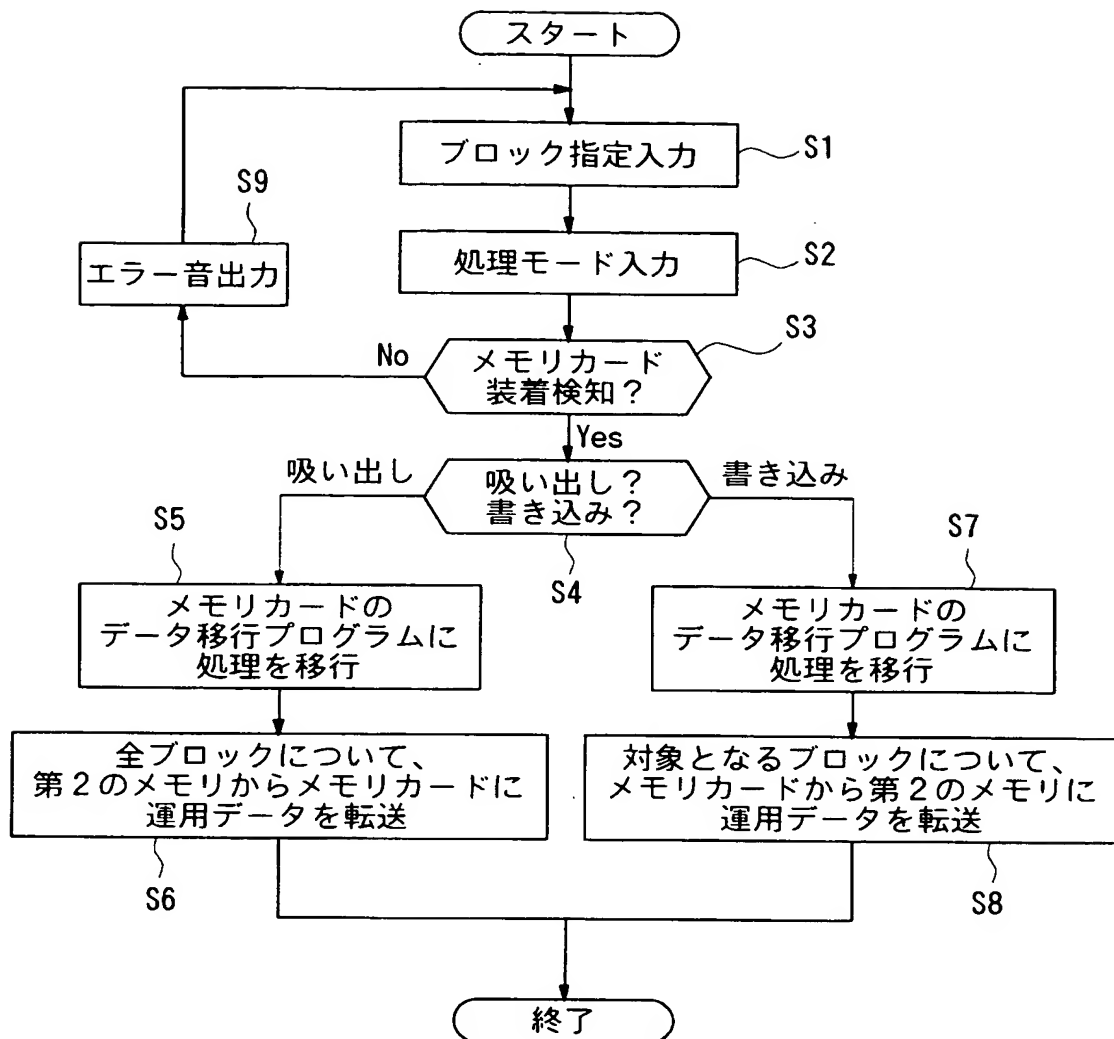 スタート
ブロック指定入力
S1
S9
処理モード入力
S2
エラー音出力
S3
No
メモリカード
装着検知?
Yes
吸い出し
吸い出し?
書き込み?
書き込み
S4
S5
S7
メモリカードの
データ移行プログラムに
処理を移行
メモリカードの
データ移行プログラムに
処理を移行
全ブロックについて、
第2のメモリからメモリカードに
運用データを転送
対象となるブロックについて、
メモリカードから第2のメモリに
運用データを転送
S6
S8
終了